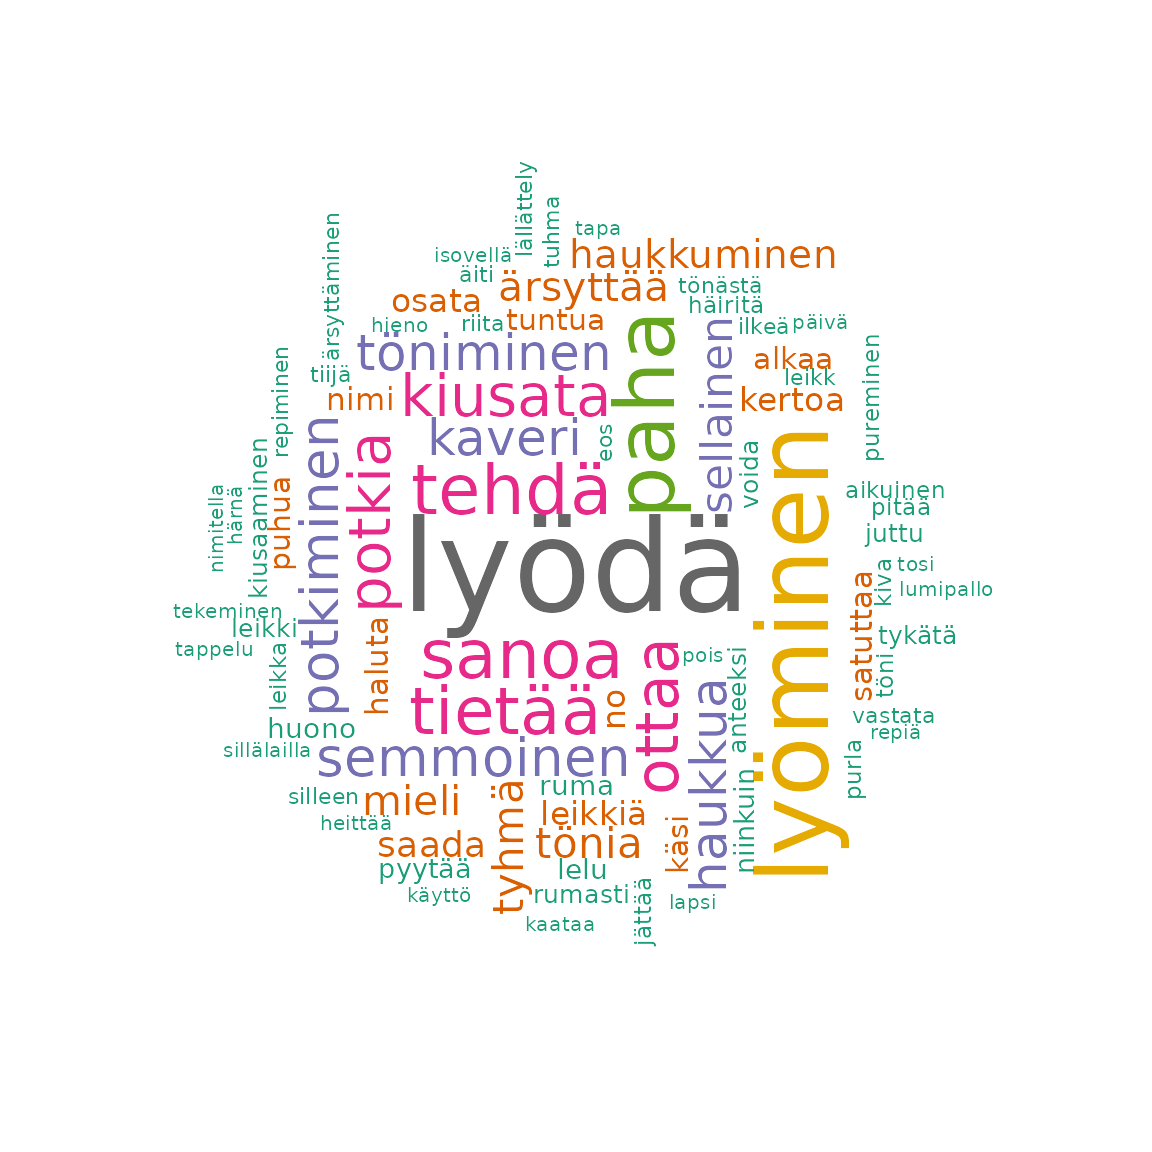 lällättely
tuhma
tapa
isovellä
haukkuminen
äiti
ärsyttää
tönästä
ärsyttäminen
osata
häiritä
hieno
riita
tuntua
ilkeä
päivä
töniminen
paha
sellainen
alkaa
tiijä
kiusata
leikk
pureminen
repiminen
nimi
kertoa
kaveri
eos
voida
lyöminen
potkiminen
potkia
tehdä
aikuinen
pitää
nimitellä
härnä
kiusaaminen
puhua
juttu
lyödä
tosi
kiva
lumipallo
satuttaa
tekeminen
leikki
tykätä
tappelu
leikka
haluta
sanoa
pois
anteeksi
töni
tietää
no
ottaa
haukkua
vastata
repiä
huono
sillälailla
semmoinen
purla
silleen
mieli
tyhmä
ruma
niinkuin
heittää
leikkiä
käsi
saada
tönia
pyytää
lelu
käyttö
rumasti
jättää
lapsi
kaataa